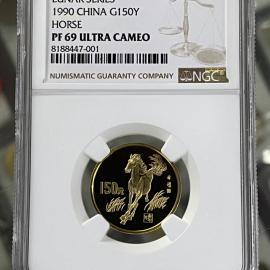 LUNAR SERIES
1990 CHINA G150Y
HORSE
PF 69 ULTRA CAMEO
8188447-001
NUMISMATIC GUARANTY COMPANY
NGC
150元